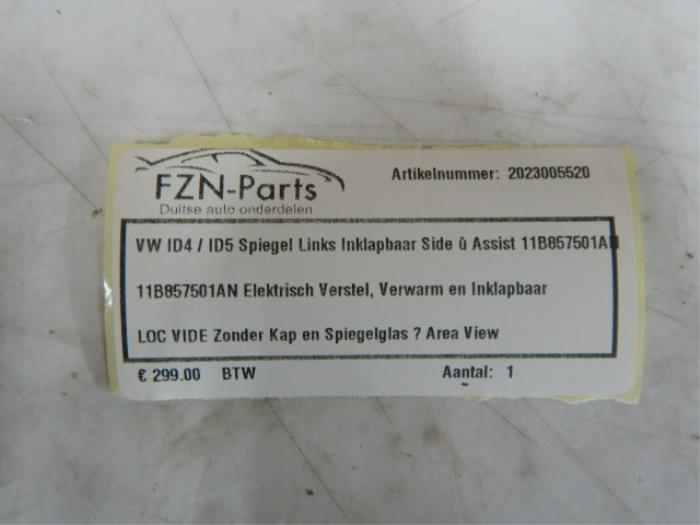 FZN-Parts
Duitse auto onderdelen
Artikelnummer: 2023005520
VW ID4 / ID5 Spiegel Links Inklapbaar Side û Assist 11B857501AN
11B857501AN Elektrisch Verstel, Verwarm en Inklapbaar
LOC VIDE Zonder Kap en Spiegelglas ? Area View
€ 299.00 BTW Aantal: 1